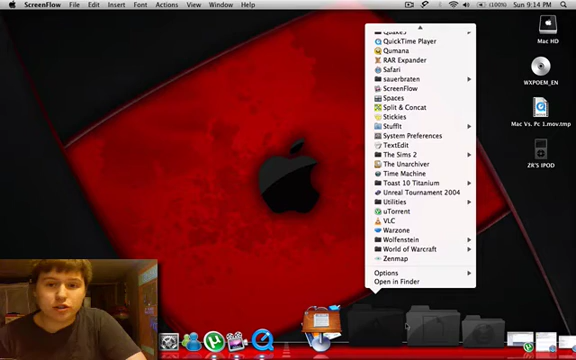 ScreenFlow File Edit Insert Font Arrange Actions View Window Help (100%) Sun 9:14 PM
Quake3
QuickTime Player
Qumana
RAR Expander
Safari
sauerbraten
ScreenFlow
Spaces
Split & Concat
Stickies
StuffIt
System Preferences
TextEdit
The Sims 2
The Unarchiver
Time Machine
Toast 10 Titanium
Unreal Tournament 2004
Utilities
uTorrent
VLC
Warzone
Wolfenstein
World of Warcraft
Zenmap
Options
Open in Finder
Mac HD
WXPOEM_EN
Mac Vs. Pc 1.mov.tmp
ZR'S IPOD